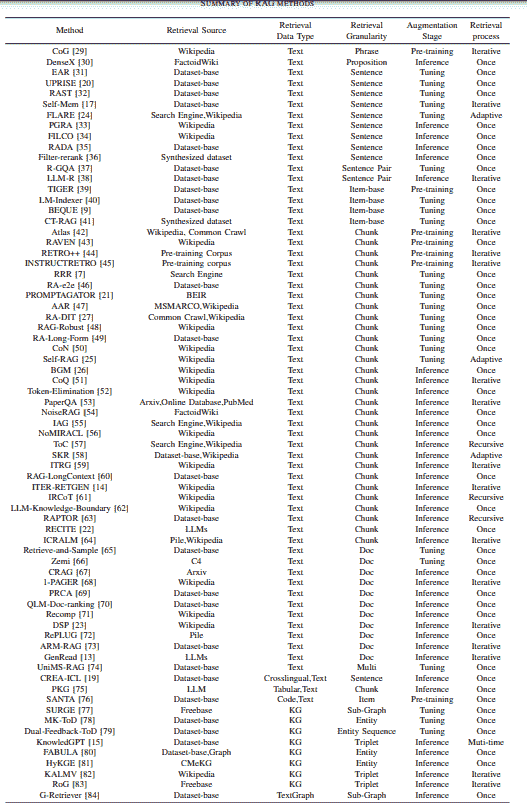 SUMMARY OF RAG METHODS
Method Retrieval Source Retrieval Data Type Retrieval Granularity Augmentation Stage Retrieval process
CoG [29] Wikipedia Text Phrase Pre-training Iterative
DenseX [30] FactoidWiki Text Proposition Inference Once
EAR [31] Dataset-base Text Sentence Tuning Once
UPRISE [20] Dataset-base Text Sentence Tuning Once
RAST [32] Dataset-base Text Sentence Tuning Once
Self-Mem [17] Dataset-base Text Sentence Tuning Iterative
FLARE [24] Search Engine,Wikipedia Text Sentence Tuning Adaptive
PGRA [33] Wikipedia Text Sentence Inference Once
FILCO [34] Wikipedia Text Sentence Inference Once
RADA [35] Dataset-base Text Sentence Inference Once
Filter-rerank [36] Synthesized dataset Text Sentence Inference Once
R-GQA [37] Dataset-base Text Sentence Pair Tuning Once
LLM-R [38] Dataset-base Text Sentence Pair Inference Iterative
TIGER [39] Dataset-base Text Item-base Pre-training Once
LM-Indexer [40] Dataset-base Text Item-base Tuning Once
BEQUE [9] Dataset-base Text Item-base Tuning Once
CT-RAG [41] Synthesized dataset Text Item-base Tuning Once
Atlas [42] Wikipedia, Common Crawl Text Chunk Pre-training Iterative
RAVEN [43] Wikipedia Text Chunk Pre-training Once
RETRO++ [44] Pre-training Corpus Text Chunk Pre-training Iterative
INSTRUCTRETRO [45] Pre-training corpus Text Chunk Pre-training Iterative
RRR [7] Search Engine Text Chunk Tuning Once
RA-e2e [46] Dataset-base Text Chunk Tuning Once
PROMPTAGATOR [21] BEIR Text Chunk Tuning Once
AAR [47] MSMARCO,Wikipedia Text Chunk Tuning Once
RA-DIT [27] Common Crawl,Wikipedia Text Chunk Tuning Once
RAG-Robust [48] Wikipedia Text Chunk Tuning Once
RA-Long-Form [49] Dataset-base Text Chunk Tuning Once
CoN [50] Wikipedia Text Chunk Tuning Once
Self-RAG [25] Wikipedia Text Chunk Tuning Adaptive
BGM [26] Wikipedia Text Chunk Inference Once
CoQ [51] Wikipedia Text Chunk Inference Iterative
Token-Elimination [52] Wikipedia Text Chunk Inference Once
PaperQA [53] Arxiv,Online Database,PubMed Text Chunk Inference Iterative
NoiseRAG [54] FactoidWiki Text Chunk Inference Once
IAG [55] Search Engine,Wikipedia Text Chunk Inference Once
NoMIRACL [56] Wikipedia Text Chunk Inference Once
ToC [57] Search Engine,Wikipedia Text Chunk Inference Recursive
SKR [58] Dataset-base,Wikipedia Text Chunk Inference Adaptive
ITRG [59] Wikipedia Text Chunk Inference Iterative
RAG-LongContext [60] Dataset-base Text Chunk Inference Once
ITER-RETGEN [14] Wikipedia Text Chunk Inference Iterative
IRCoT [61] Wikipedia Text Chunk Inference Recursive
LLM-Knowledge-Boundary [62] Wikipedia Text Chunk Inference Once
RAPTOR [63] Dataset-base Text Chunk Inference Recursive
RECITE [22] LLMs Text Chunk Inference Once
ICRALM [64] Pile,Wikipedia Text Chunk Inference Iterative
Retrieve-and-Sample [65] Dataset-base Text Doc Tuning Once
Zemi [66] C4 Text Doc Tuning Once
CRAG [67] Arxiv Text Doc Inference Once
1-PAGER [68] Wikipedia Text Doc Inference Iterative
PRCA [69] Dataset-base Text Doc Inference Once
QLM-Doc-ranking [70] Dataset-base Text Doc Inference Once
Recomp [71] Wikipedia Text Doc Inference Once
DSP [23] Wikipedia Text Doc Inference Iterative
RePLUG [72] Pile Text Doc Inference Once
ARM-RAG [73] Dataset-base Text Doc Inference Iterative
GenRead [13] LLMs Text Doc Inference Iterative
UniMS-RAG [74] Dataset-base Text Multi Tuning Once
CREA-ICL [19] Dataset-base Crosslingual,Text Sentence Inference Once
PKG [75] LLM Tabular,Text Chunk Inference Once
SANTA [76] Dataset-base Code,Text Item Pre-training Once
SURGE [77] Freebase KG Sub-Graph Tuning Once
MK-ToD [78] Dataset-base KG Entity Tuning Once
Dual-Feedback-ToD [79] Dataset-base KG Entity Sequence Tuning Once
KnowledGPT [15] Dataset-base KG Triplet Inference Muti-time
FABULA [80] Dataset-base,Graph KG Entity Inference Once
HyKGE [81] CMeKG KG Entity Inference Once
KALMV [82] Wikipedia KG Triplet Inference Iterative
RoG [83] Freebase KG Triplet Inference Iterative
G-Retriever [84] Dataset-base TextGraph Sub-Graph Inference Once